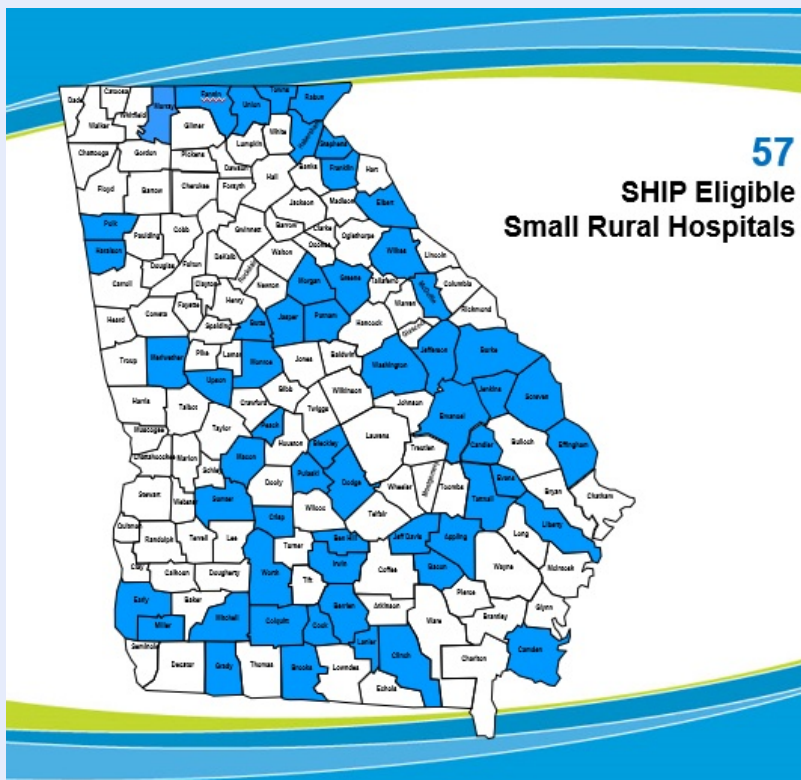 57
SHIP Eligible
Small Rural Hospitals
Dade
Catoosa
Whitfield
Murray
Fannin
Union
Towns
Rabun
Walker
Gilmer
White
Habersham
Stephens
Lumpkin
Chattooga
Gordon
Pickens
Dawson
Banks
Franklin
Hart
Floyd
Bartow
Cherokee
Forsyth
Hall
Jackson
Madison
Elbert
Polk
Paulding
Cobb
Gwinnett
Barrow
Clarke
Oconee
Oglethorpe
Wilkes
Lincoln
Haralson
Douglas
Fulton
DeKalb
Rockdale
Walton
Morgan
Greene
Taliaferro
McDuffie
Columbia
Carroll
Clayton
Henry
Newton
Warren
Richmond
Heard
Coweta
Fayette
Spalding
Butts
Jasper
Putnam
Hancock
Glascock
Jefferson
Burke
Troup
Meriwether
Pike
Lamar
Monroe
Jones
Baldwin
Washington
Upson
Harris
Talbot
Crawford
Bibb
Twiggs
Wilkinson
Johnson
Emanuel
Jenkins
Screven
Muscogee
Taylor
Peach
Houston
Bleckley
Laurens
Treutlen
Candler
Bulloch
Effingham
Chattahoochee
Marion
Schley
Macon
Pulaski
Dodge
Wheeler
Montgomery
Toombs
Tattnall
Evans
Bryan
Chatham
Stewart
Webster
Sumter
Dooly
Crisp
Wilcox
Telfair
Liberty
Quitman
Randolph
Terrell
Lee
Turner
Ben Hill
Jeff Davis
Appling
Long
Clay
Calhoun
Dougherty
Worth
Tift
Irwin
Coffee
Bacon
Wayne
McIntosh
Early
Baker
Miller
Mitchell
Colquitt
Cook
Berrien
Atkinson
Pierce
Ware
Brantley
Glynn
Seminole
Decatur
Grady
Thomas
Brooks
Lowndes
Lanier
Clinch
Echols
Charlton
Camden